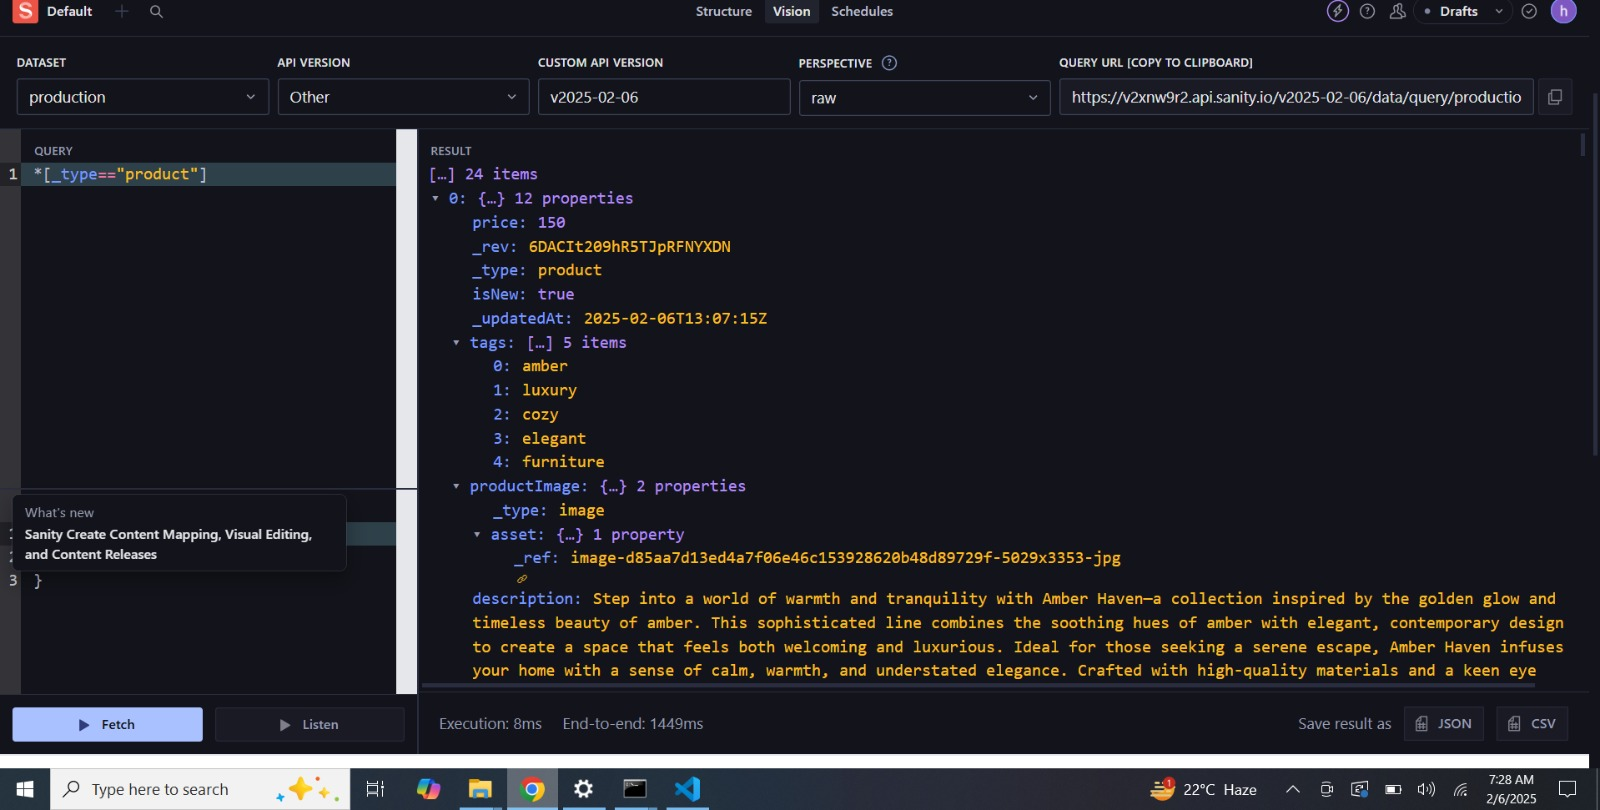 S Default
Structure Vision Schedules
Drafts
h
DATASET
API VERSION
CUSTOM API VERSION
PERSPECTIVE ?
QUERY URL [COPY TO CLIPBOARD]
production
Other
v2025-02-06
raw
https://v2xnw9r2.api.sanity.io/v2025-02-06/data/query/productio
QUERY
1 *[_type=="product"]
What's new
Sanity Create Content Mapping, Visual Editing,
and Content Releases
3 }
Fetch
Listen
RESULT
[…] 24 items
0: {…} 12 properties
price: 150
_rev: 6DACIt209hR5TJpRFNYXDN
_type: product
isNew: true
_updatedAt: 2025-02-06T13:07:15Z
tags: […] 5 items
0: amber
1: luxury
2: cozy
3: elegant
4: furniture
productImage: {…} 2 properties
_type: image
asset: {…} 1 property
_ref: image-d85aa7d13ed4a7f06e46c153928620b48d89729f-5029x3353-jpg
description: Step into a world of warmth and tranquility with Amber Haven—a collection inspired by the golden glow and
timeless beauty of amber. This sophisticated line combines the soothing hues of amber with elegant, contemporary design
to create a space that feels both welcoming and luxurious. Ideal for those seeking a serene escape, Amber Haven infuses
your home with a sense of calm, warmth, and understated elegance. Crafted with high-quality materials and a keen eye
Execution: 8ms End-to-end: 1449ms
Save result as JSON CSV
Type here to search
1
22°C Haze
7:28 AM
2/6/2025